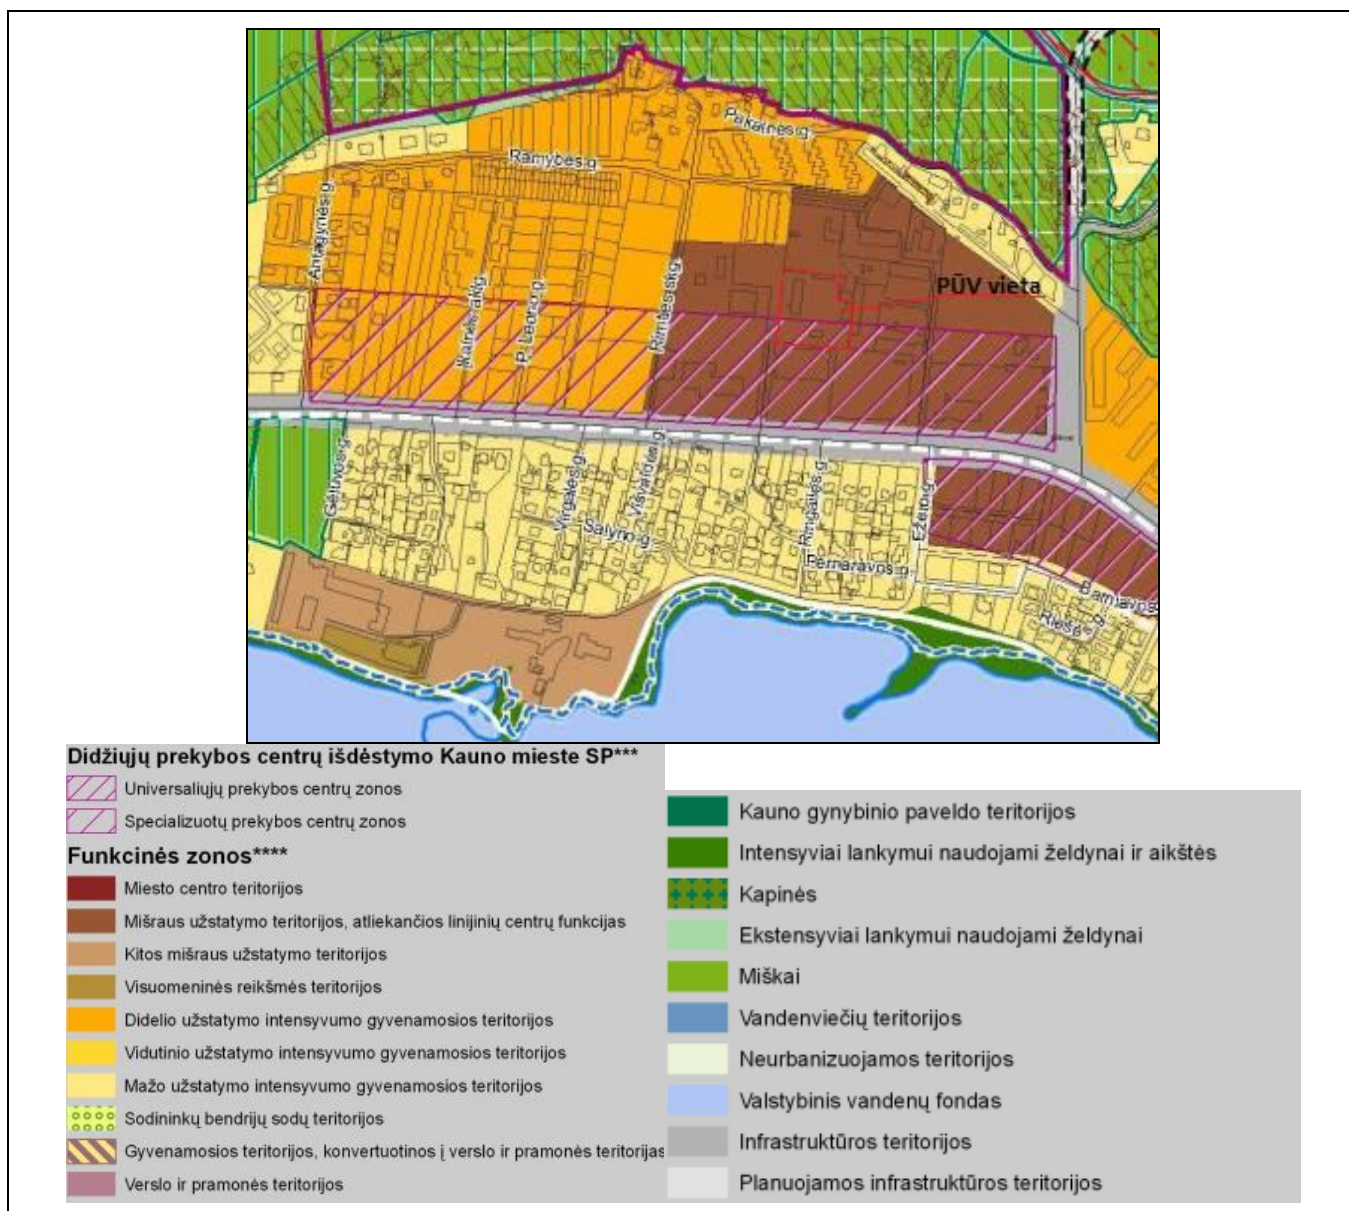 Pakalnės g.
Ramybės g.
Antagynės g.
P. Leono g.
PŪV vieta
Gėluvos g.
Virgalės g.
Višvaldės g.
Salyno g.
Ringailės g.
Ežero g.
Pernaravos g.
Riešė
Didžiųjų prekybos centrų išdėstymo Kauno mieste SP***
Universaliųjų prekybos centrų zonos
Specializuotų prekybos centrų zonos
Funkcinės zonos****
Miesto centro teritorijos
Mišraus užstatymo teritorijos, atliekančios linijinių centrų funkcijas
Kitos mišraus užstatymo teritorijos
Visuomeninės reikšmės teritorijos
Didelio užstatymo intensyvumo gyvenamosios teritorijos
Vidutinio užstatymo intensyvumo gyvenamosios teritorijos
Mažo užstatymo intensyvumo gyvenamosios teritorijos
Sodininkų bendrijų sodų teritorijos
Gyvenamosios teritorijos, konvertuotinos į verslo ir pramonės teritorijas
Verslo ir pramonės teritorijos
Kauno gynybinio paveldo teritorijos
Intensyviai lankymui naudojami želdynai ir aikštės
Kapinės
Ekstensyviai lankymui naudojami želdynai
Miškai
Vandenviečių teritorijos
Neurbanizuojamos teritorijos
Valstybinis vandenų fondas
Infrastruktūros teritorijos
Planuojamos infrastruktūros teritorijos